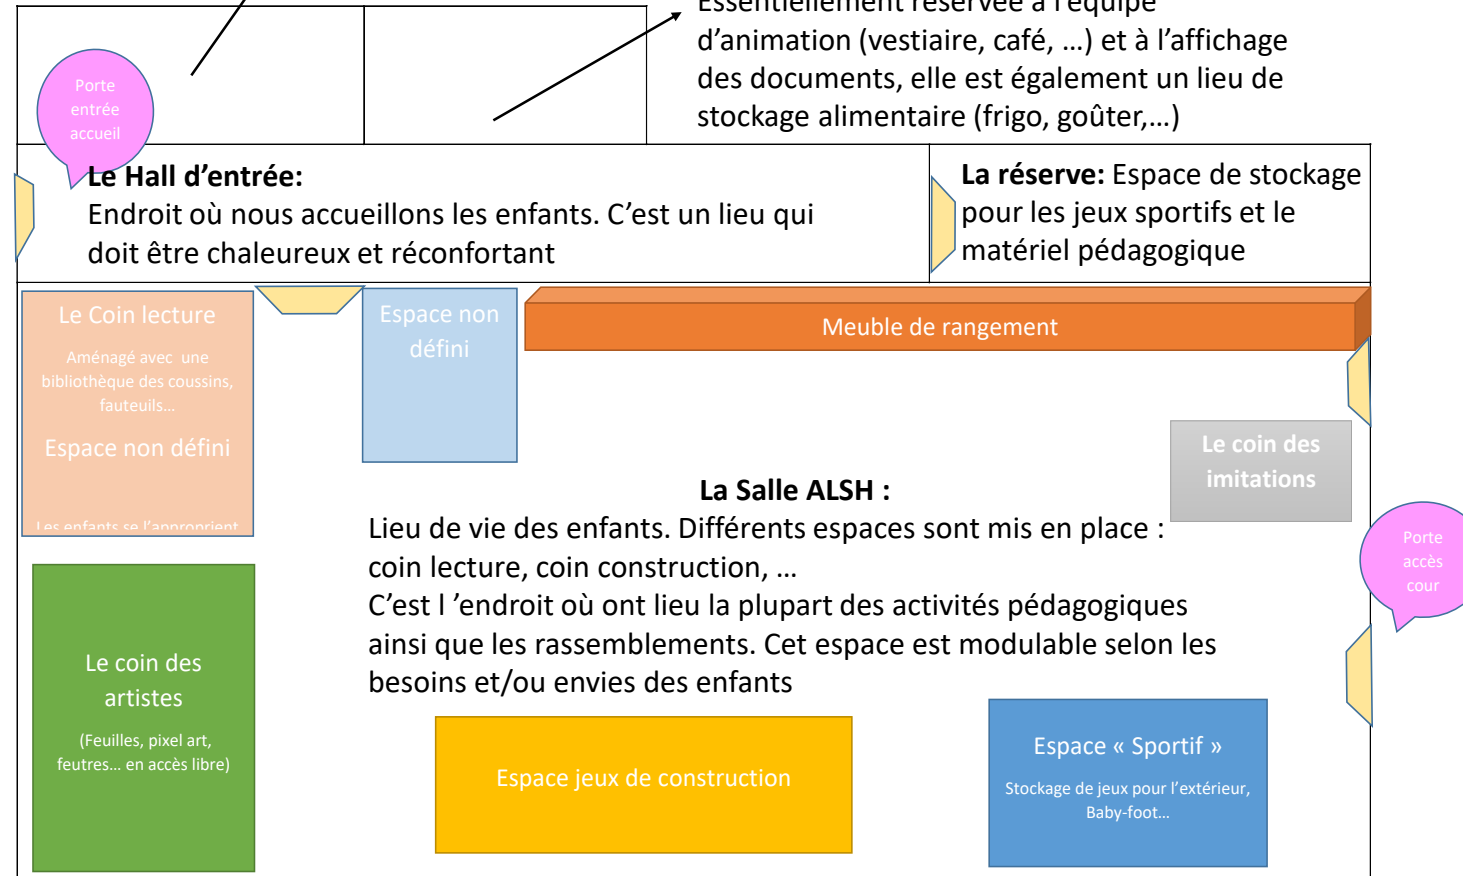 Essentiellement réservée à l'équipe
d'animation (vestiaire, café, …) et à l'affichage
des documents, elle est également un lieu de
stockage alimentaire (frigo, goûter,…)
Porte
entrée
accueil
Le Hall d'entrée:
Endroit où nous accueillons les enfants. C'est un lieu qui
doit être chaleureux et réconfortant
La réserve: Espace de stockage
pour les jeux sportifs et le
matériel pédagogique
Le Coin lecture
Aménagé avec une
bibliothèque des coussins,
fauteuils…
Espace non défini
Les enfants se l'approprient
Espace non
défini
Meuble de rangement
Le coin des
imitations
La Salle ALSH :
Lieu de vie des enfants. Différents espaces sont mis en place :
coin lecture, coin construction, …
C'est l 'endroit où ont lieu la plupart des activités pédagogiques
ainsi que les rassemblements. Cet espace est modulable selon les
besoins et/ou envies des enfants
Porte
accès
cour
Le coin des
artistes
(Feuilles, pixel art,
feutres… en accès libre)
Espace jeux de construction
Espace « Sportif »
Stockage de jeux pour l'extérieur,
Baby-foot…